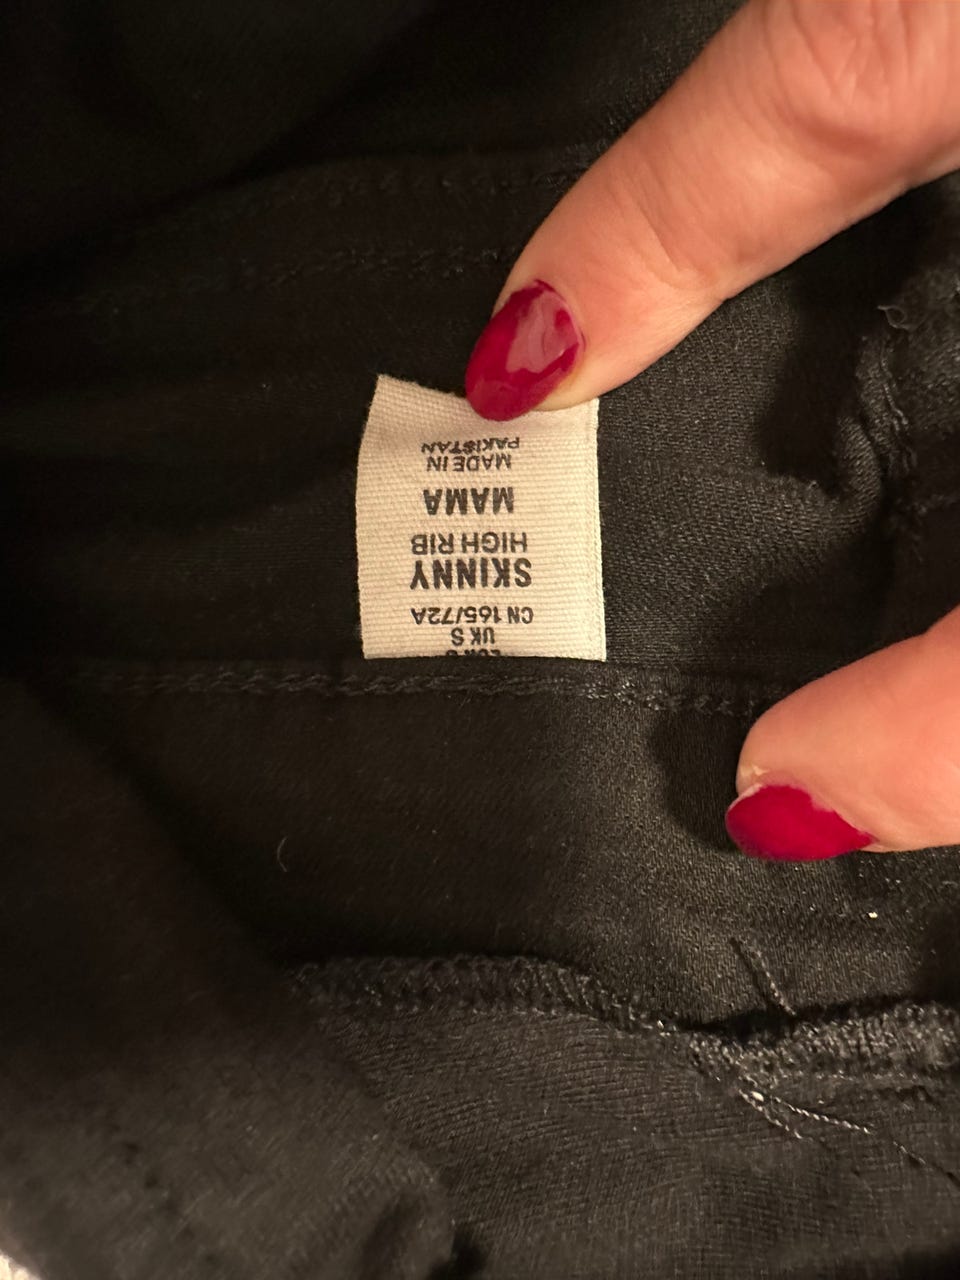 UK S
CN 165/72A
SKINNY
HIGH RIB
MAMA
MADE IN
PAKISTAN